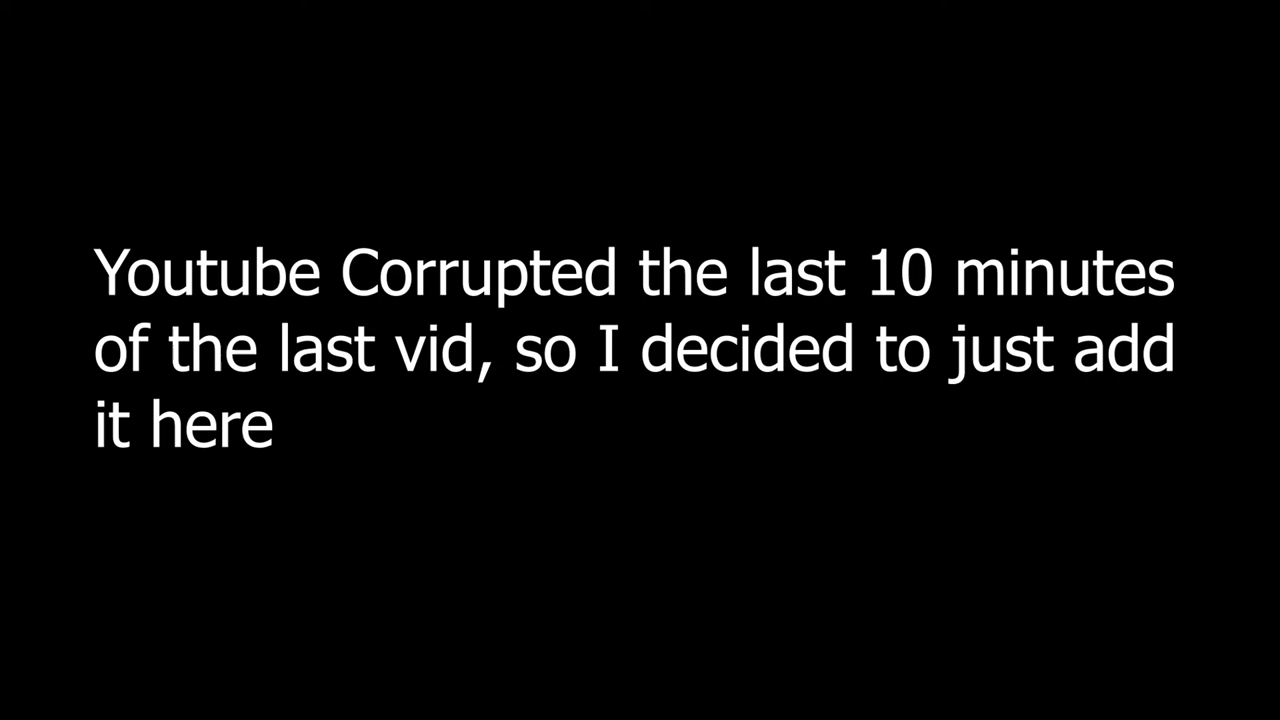 Youtube Corrupted the last 10 minutes
of the last vid, so I decided to just add
it here